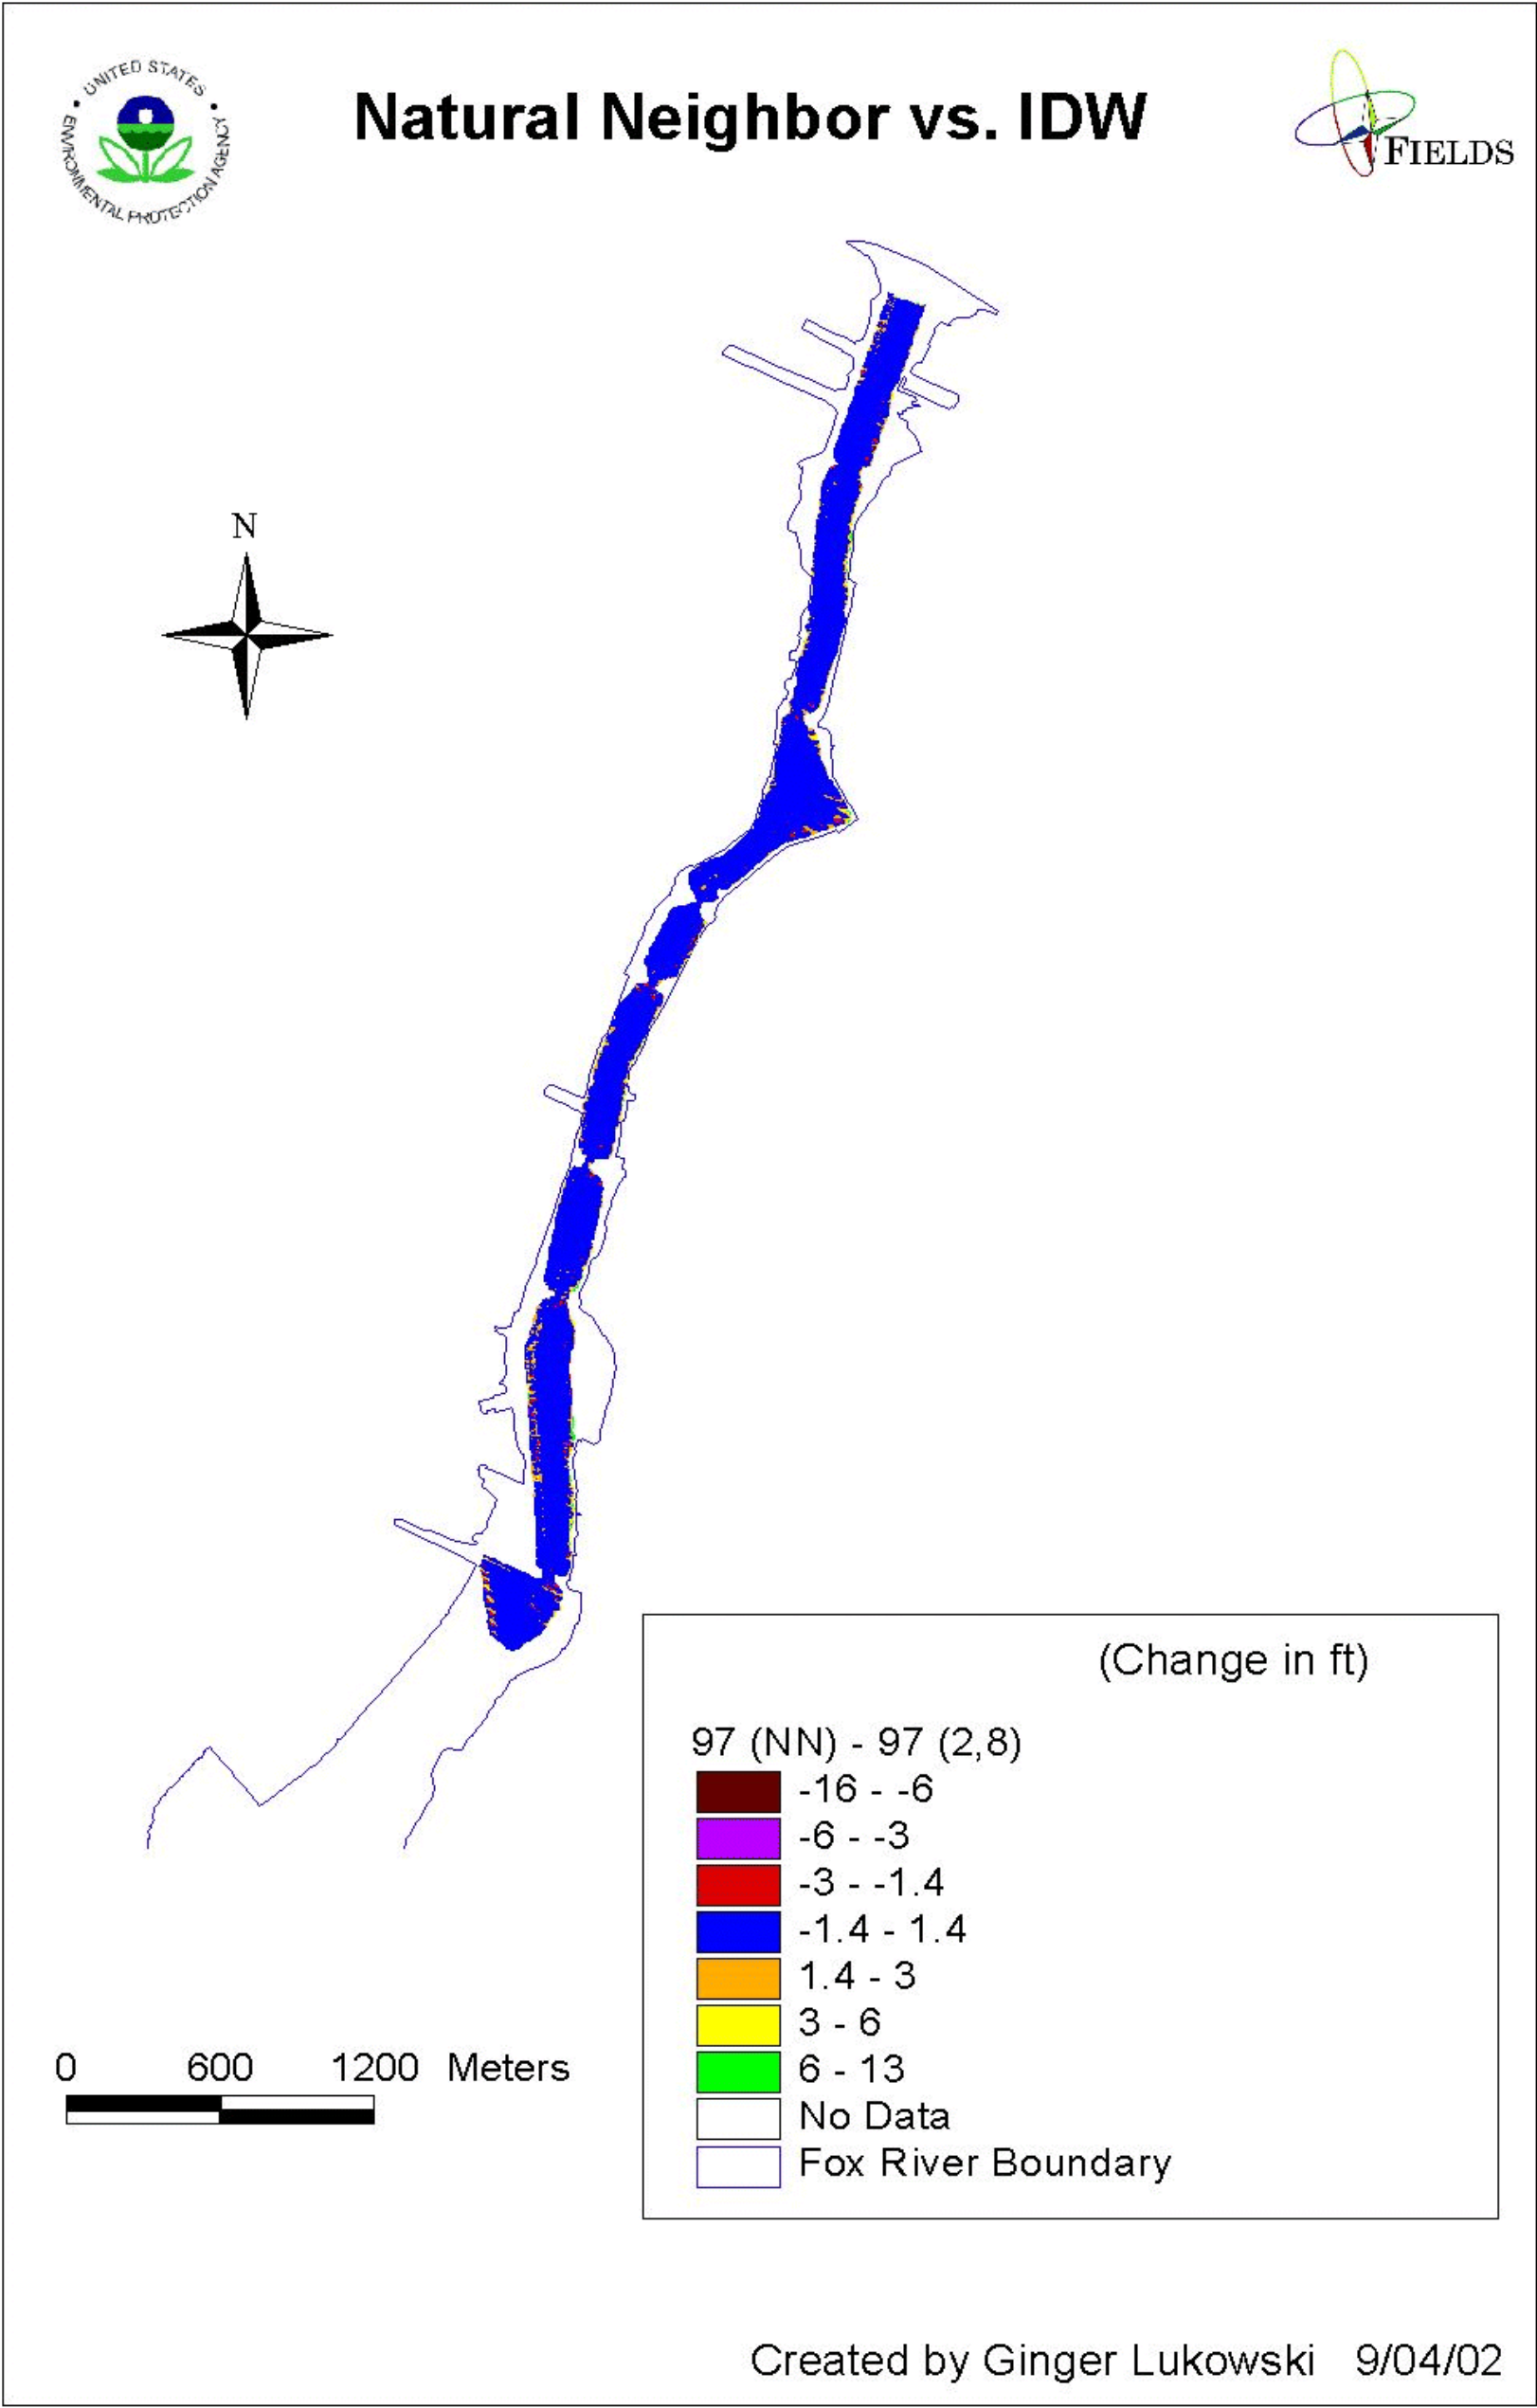 UNITED STATES
ENVIRONMENTAL PROTECTION AGENCY
Natural Neighbor vs. IDW
FIELDS
N
(Change in ft)
97 (NN) - 97 (2,8)
-16 - -6
-6 - -3
-3 - -1.4
-1.4 - 1.4
1.4 - 3
3 - 6
6 - 13
No Data
Fox River Boundary
0 600 1200 Meters
Created by Ginger Lukowski 9/04/02